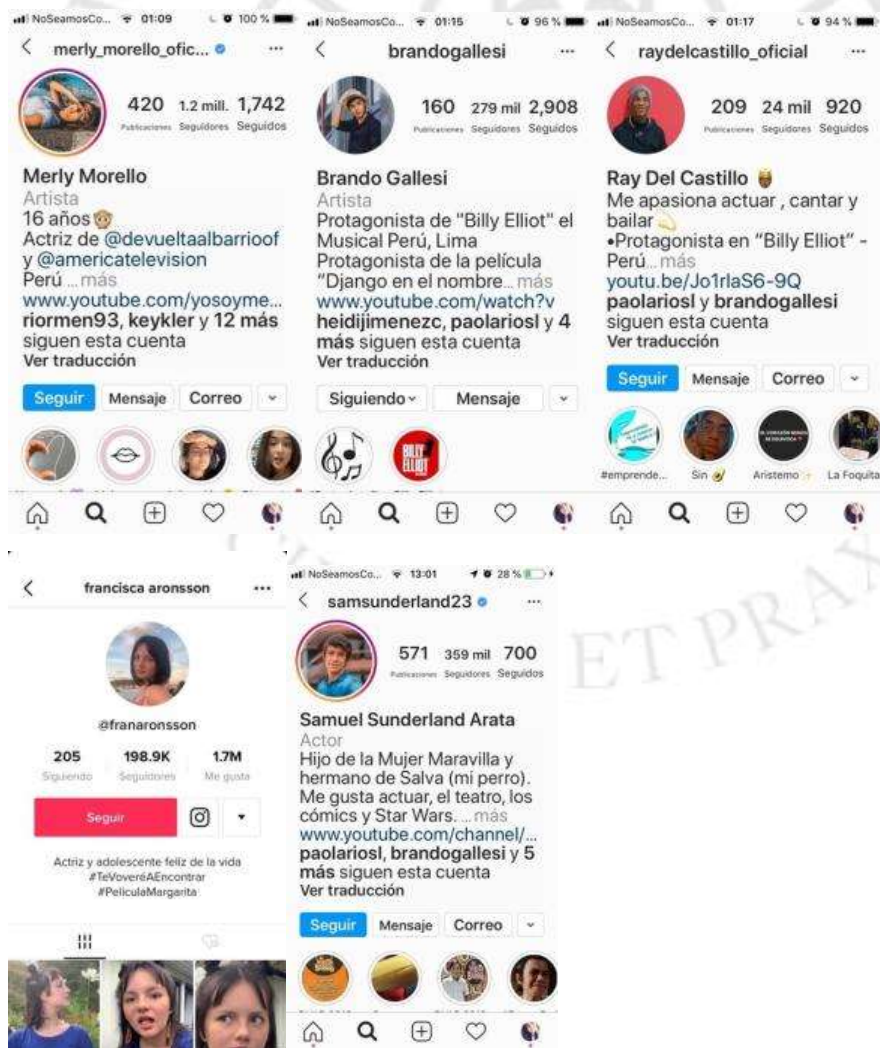 NoSeamosCo... 01:09 100 %
merly_morello_ofic...
420 1.2 mill. 1,742
Publicaciones Seguidores Seguidos
Merly Morello
Artista
16 años
Actriz de @devueltaalbarrioof
y @americatelevision
Perú ... más
www.youtube.com/yosoyme...
riormen93, keykler y 12 más
siguen esta cuenta
Ver traducción
Seguir Mensaje Correo
NoSeamosCo... 01:15 96 %
brandogallesi
160 279 mil 2,908
Publicaciones Seguidores Seguidos
Brando Gallesi
Artista
Protagonista de "Billy Elliot" el
Musical Perú, Lima
Protagonista de la película
"Django en el nombre... más
www.youtube.com/watch?v
heidijimenezc, paolariosl y 4
más siguen esta cuenta
Ver traducción
Siguiendo Mensaje
BILLY
ELLIOT
NoSeamosCo... 01:17 94 %
raydelcastillo_oficial
209 24 mil 920
Publicaciones Seguidores Seguidos
Ray Del Castillo
Me apasiona actuar , cantar y
bailar
•Protagonista en "Billy Elliot" -
Perú... más
youtu.be/Jo1rlaS6-9Q
paolariosl y brandogallesi
siguen esta cuenta
Ver traducción
Seguir Mensaje Correo
#emprende... Sin Aristemo La Foquita
francisca aronsson
@franaronsson
205 198.9K 1.7M
Siguiendo Seguidores Me gusta
Seguir
Actriz y adolescente feliz de la vida
#TeVoveréAEncontrar
#PeliculaMargarita
NoSeamosCo... 13:01 28 %
samsunderland23
571 359 mil 700
Publicaciones Seguidores Seguidos
Samuel Sunderland Arata
Actor
Hijo de la Mujer Maravilla y
hermano de Salva (mi perro).
Me gusta actuar, el teatro, los
cómics y Star Wars. ... más
www.youtube.com/channel/...
paolariosl, brandogallesi y 5
más siguen esta cuenta
Ver traducción
Seguir Mensaje Correo
ET PRAX